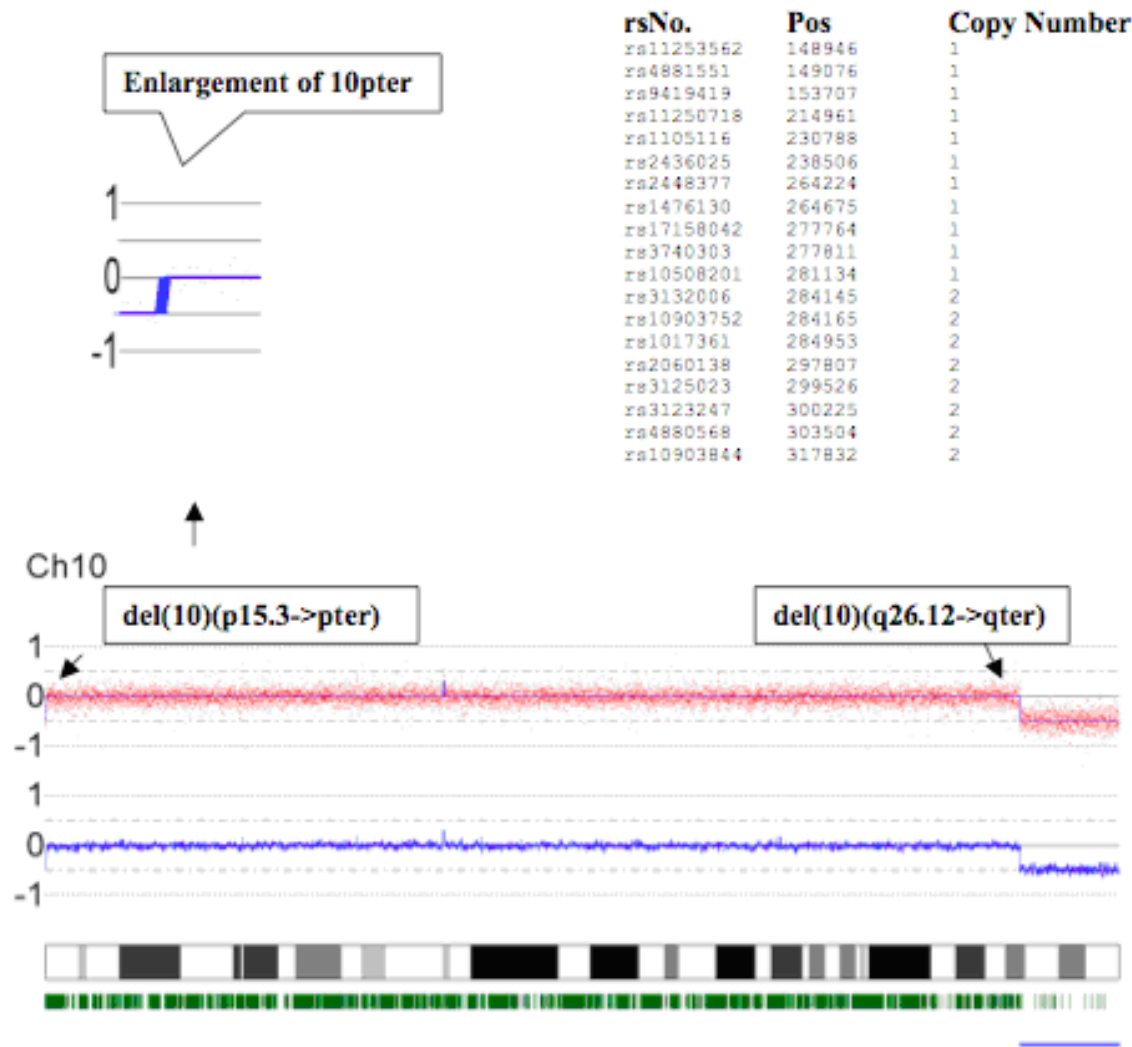 Enlargement of 10pter
1
0
-1
rsNo. Pos Copy Number
rs11253562 148946 1
rs4881551 149076 1
rs9419419 153707 1
rs11250718 214961 1
rs1105116 230788 1
rs2436025 238506 1
rs2448377 264224 1
rs1476130 264675 1
rs17158042 277764 1
rs3740303 277811 1
rs10508201 281134 1
rs3132006 284145 2
rs10903752 284165 2
rs1017361 284953 2
rs2060138 297807 2
rs3125023 299526 2
rs3123247 300225 2
rs4880568 303504 2
rs10903844 317832 2
Ch10
del(10)(p15.3->pter) del(10)(q26.12->qter)
1
0
-1
1
0
-1